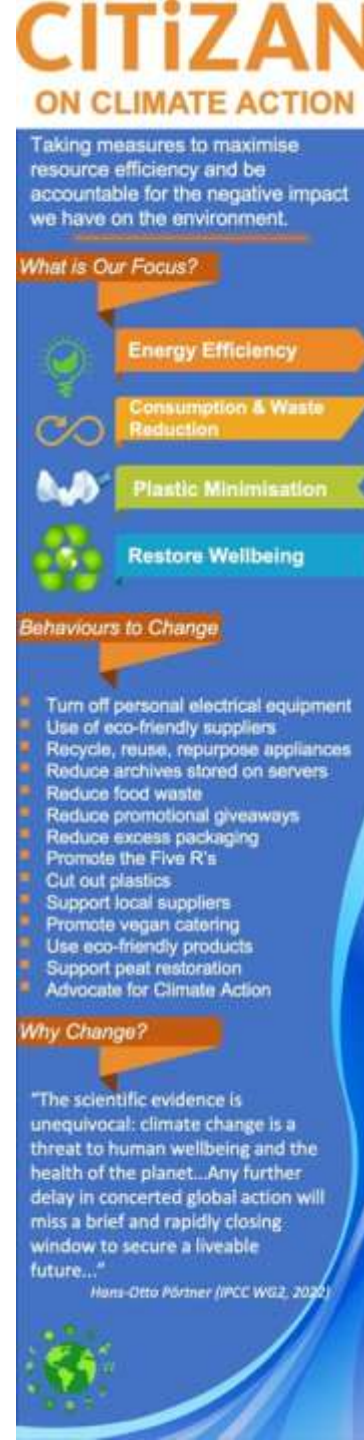 CITiZAN
ON CLIMATE ACTION
Taking measures to maximise
resource efficiency and be
accountable for the negative impact
we have on the environment.
What is Our Focus?
Energy Efficiency
Consumption & Waste
Reduction
Plastic Minimisation
Restore Wellbeing
Behaviours to Change
Turn off personal electrical equipment
Use of eco-friendly suppliers
Recycle, reuse, repurpose appliances
Reduce archives stored on servers
Reduce food waste
Reduce promotional giveaways
Reduce excess packaging
Promote the Five R's
Cut out plastics
Support local suppliers
Promote vegan catering
Use eco-friendly products
Support peat restoration
Advocate for Climate Action
Why Change?
"The scientific evidence is
unequivocal: climate change is a
threat to human wellbeing and the
health of the planet...Any further
delay in concerted global action will
miss a brief and rapidly closing
window to secure a liveable
future..."
Hans-Otto Pörtner (IPCC WG2, 2022)